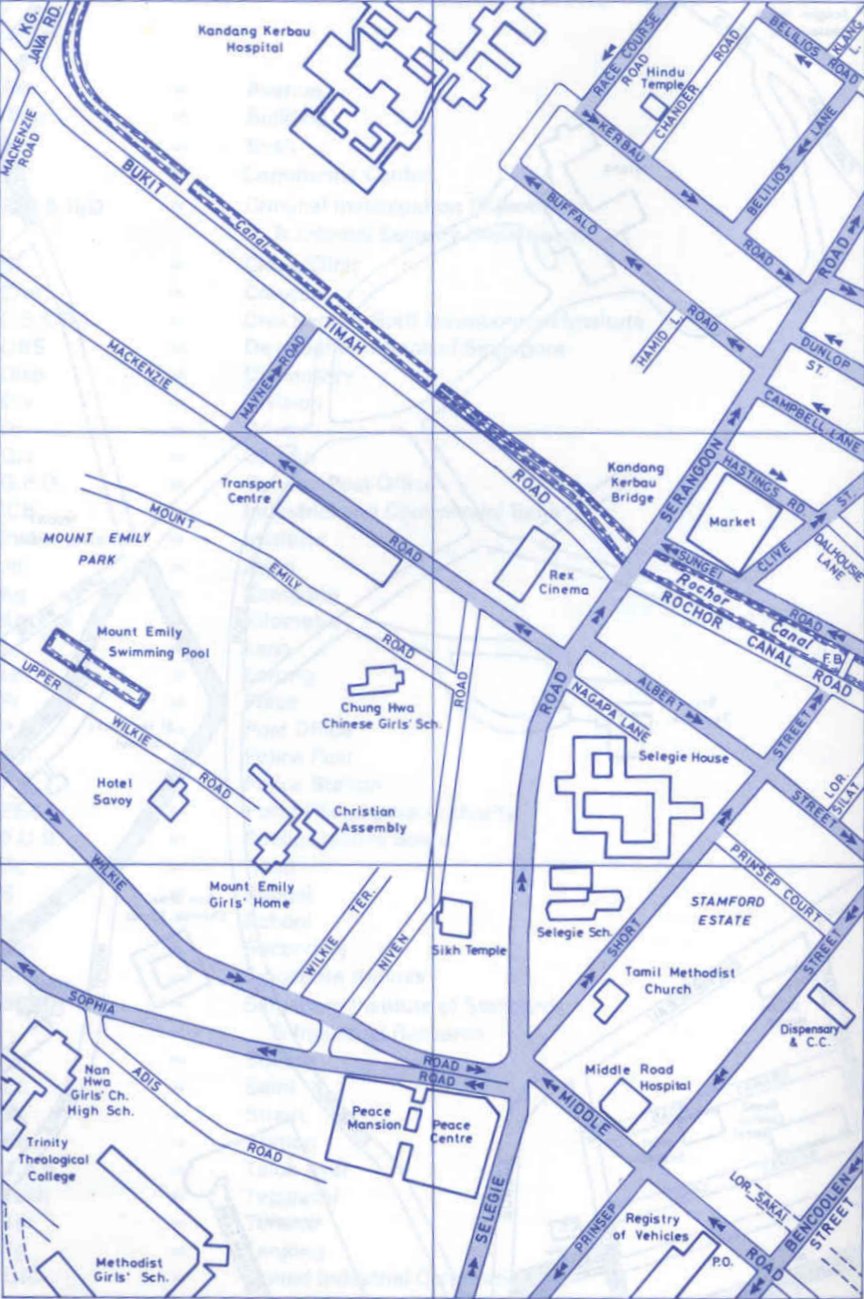 KG.
JAVA RD.
Kandang Kerbau
Hospital
RACE COURSE
ROAD
ROAD
BELILIOS
ROAD
KLANG
L.
Hindu
Temple
CHANDER
KERBAU
LANE
BELILIOS
MACKENZIE
ROAD
BUKIT
Canal
BUFFALO
ROAD
ROAD
ROAD
HAMID L.
DUNLOP
ST.
TIMAH
MACKENZIE
MAYNE ROAD
CAMPBELL LANE
Kandang
Kerbau
Bridge
SERANGOON
HASTINGS RD.
Transport
Centre
ROAD
Market
CLIVE
ST.
DALHOUSIE
LANE
MOUNT
MOUNT EMILY
PARK
EMILY
ROAD
Rex
Cinema
SUNGEI
ROAD
Rochor
Canal
ROCHOR
CANAL
ROAD
F.B.
Mount Emily
Swimming Pool
ROAD
ROAD
UPPER
WILKIE
ROAD
Chung Hwa
Chinese Girls' Sch.
ROAD
NAGAPA LANE
ALBERT
STREET
STREET
LOR.
SILAT
Selegie House
Hotel
Savoy
Christian
Assembly
PRINSEP COURT
WILKIE
Mount Emily
Girls' Home
WILKIE TER.
NIVEN
Sikh Temple
Selegie Sch.
SHORT
STAMFORD
ESTATE
STREET
Tamil Methodist
Church
Dispensary
& C.C.
SOPHIA
ROAD
ROAD
Nan
Hwa
Girls' Ch.
High Sch.
ADIS
ROAD
Middle Road
Hospital
MIDDLE
Peace
Mansion
Peace
Centre
Trinity
Theological
College
SELEGIE
PRINSEP
LOR. SAKAI
BENCOOLEN
STREET
Registry
of Vehicles
P.O.
ROAD
Methodist
Girls' Sch.